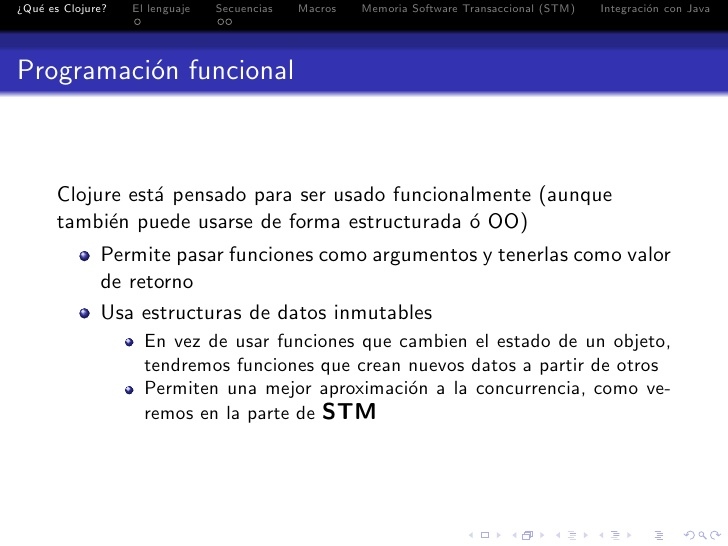 ¿Qué es Clojure? El lenguaje Secuencias Macros Memoria Software Transaccional (STM) Integración con Java
Programación funcional
Clojure está pensado para ser usado funcionalmente (aunque
también puede usarse de forma estructurada ó OO)
Permite pasar funciones como argumentos y tenerlas como valor
de retorno
Usa estructuras de datos inmutables
En vez de usar funciones que cambien el estado de un objeto,
tendremos funciones que crean nuevos datos a partir de otros
Permiten una mejor aproximación a la concurrencia, como ve-
remos en la parte de STM